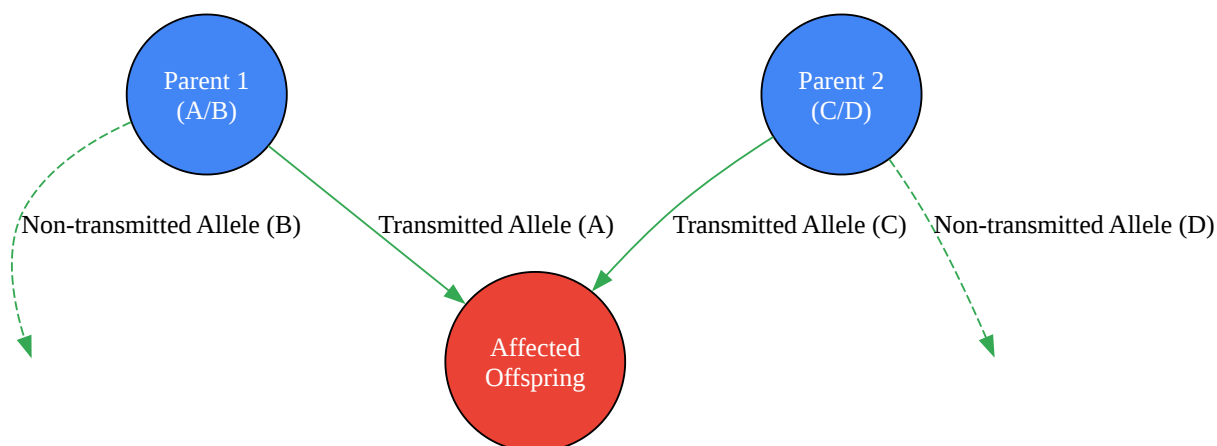 Parent 1
(A/B)
Parent 2
(C/D)
Non-transmitted Allele (B)
Transmitted Allele (A)
Transmitted Allele (C)
Non-transmitted Allele (D)
Affected
Offspring